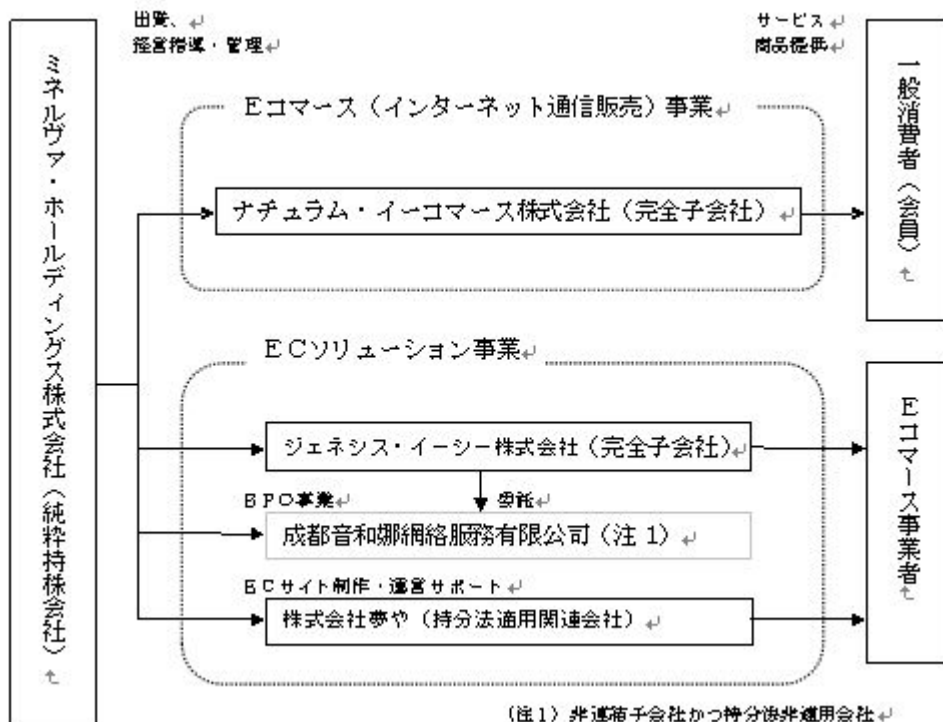 出資、
経営指導・管理
サービス
商品提供
ミネルヴァ・ホールディングス株式会社（純粋持株会社）
Ｅコマース（インターネット通信販売）事業
ナチュラム・イーコマース株式会社（完全子会社）
一般消費者（会員）
ＥＣソリューション事業
ジェネシス・イーシー株式会社（完全子会社）
ＢＰＯ事業
委託
成都音和娜網絡服務有限公司（注１）
ＥＣサイト制作・運営サポート
株式会社夢や（持分法適用関連会社）
Ｅコマース事業者
（注１）非連結子会社かつ持分法非適用会社